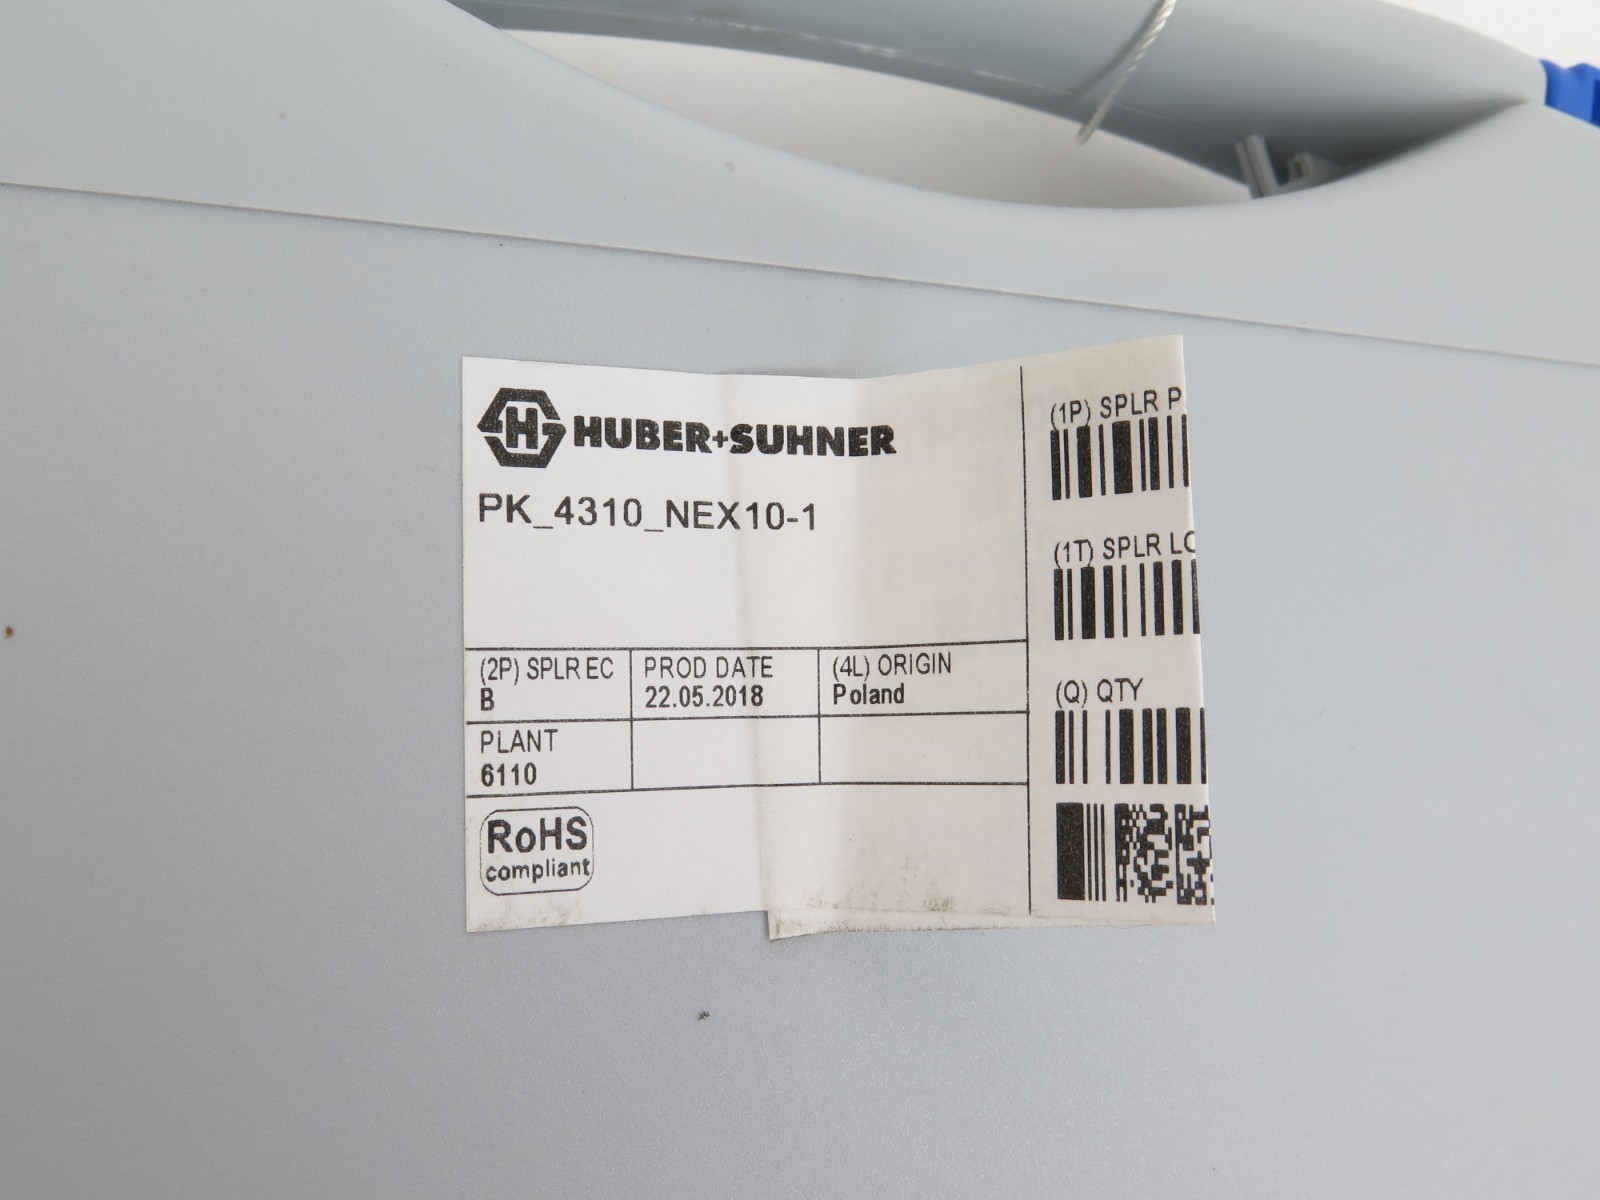 HUBER+SUHNER
PK_4310_NEX10-1
(2P) SPLR EC
B
PROD DATE
22.05.2018
(4L) ORIGIN
Poland
PLANT
6110
RoHS
compliant
(1P) SPLR P
(1T) SPLR LO
(Q) QTY